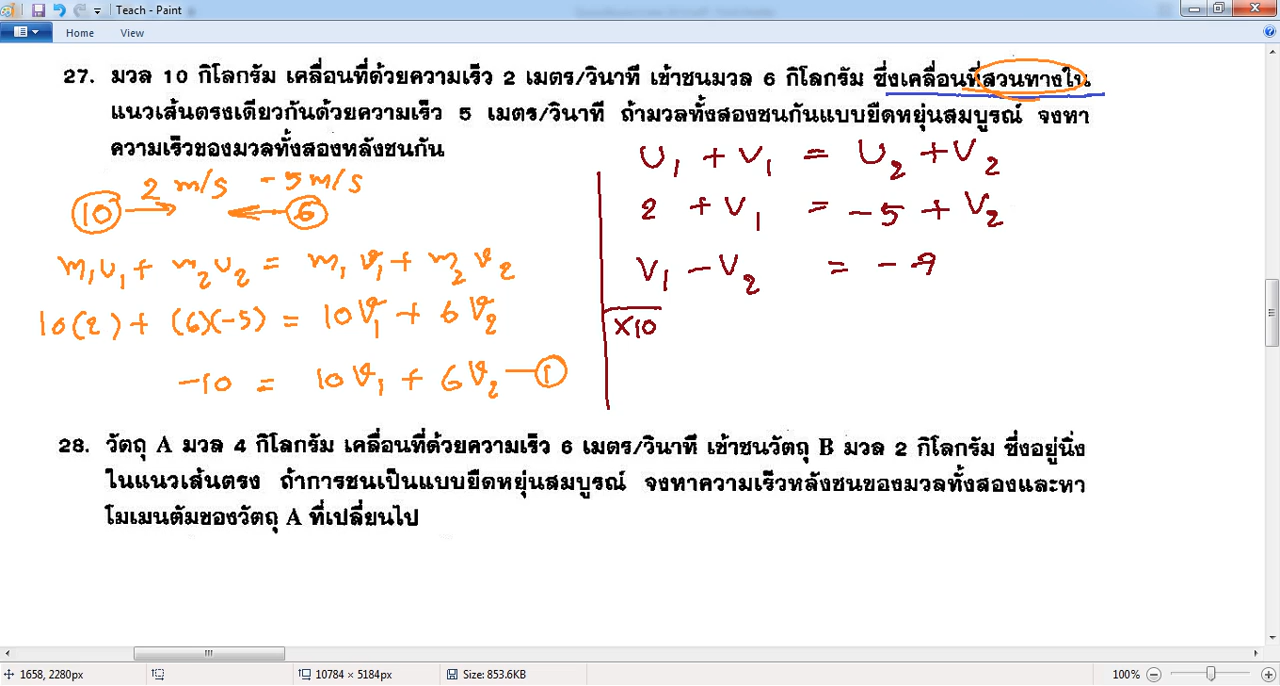 Teach - Paint
Home View
27. มวล 10 กิโลกรัม เคลื่อนที่ด้วยความเร็ว 2 เมตร/วินาที เข้าชนมวล 6 กิโลกรัม ซึ่งเคลื่อนที่สวนทางใน
แนวเส้นตรงเดียวกันด้วยความเร็ว 5 เมตร/วินาที ถ้ามวลทั้งสองชนกันแบบยืดหยุ่นสมบูรณ์ จงหา
ความเร็วของมวลทั้งสองหลังชนกัน
2 m/s -5 m/s
10 6
m₁u₁ + m₂u₂ = m₁v₁ + m₂v₂
10(2) + (6)(-5) = 10v₁ + 6v₂
-10 = 10v₁ + 6v₂ — 1
U₁ + V₁ = U₂ + V₂
2 + V₁ = -5 + V₂
V₁ - V₂ =
x10
28. วัตถุ A มวล 4 กิโลกรัม เคลื่อนที่ด้วยความเร็ว 6 เมตร/วินาที เข้าชนวัตถุ B มวล 2 กิโลกรัม ซึ่งอยู่นิ่ง
ในแนวเส้นตรง ถ้าการชนเป็นแบบยืดหยุ่นสมบูรณ์ จงหาความเร็วหลังชนของมวลทั้งสองและหา
โมเมนตัมของวัตถุ A ที่เปลี่ยนไป
1658, 2280px 10784 × 5184px Size: 853.6KB 100%